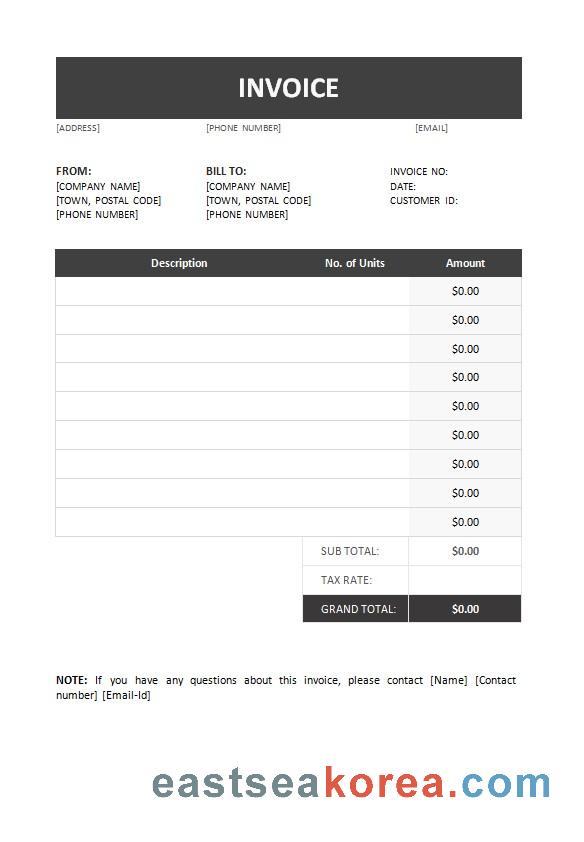 INVOICE
[ADDRESS] [PHONE NUMBER] [EMAIL]
FROM: BILL TO: INVOICE NO:
[COMPANY NAME] [COMPANY NAME] DATE:
[TOWN, POSTAL CODE] [TOWN, POSTAL CODE] CUSTOMER ID:
[PHONE NUMBER] [PHONE NUMBER]
Description No. of Units Amount
$0.00
$0.00
$0.00
$0.00
$0.00
$0.00
$0.00
$0.00
$0.00
SUB TOTAL: $0.00
TAX RATE:
GRAND TOTAL: $0.00
NOTE: If you have any questions about this invoice, please contact [Name] [Contact
number] [Email-Id]
eastseakorea.com